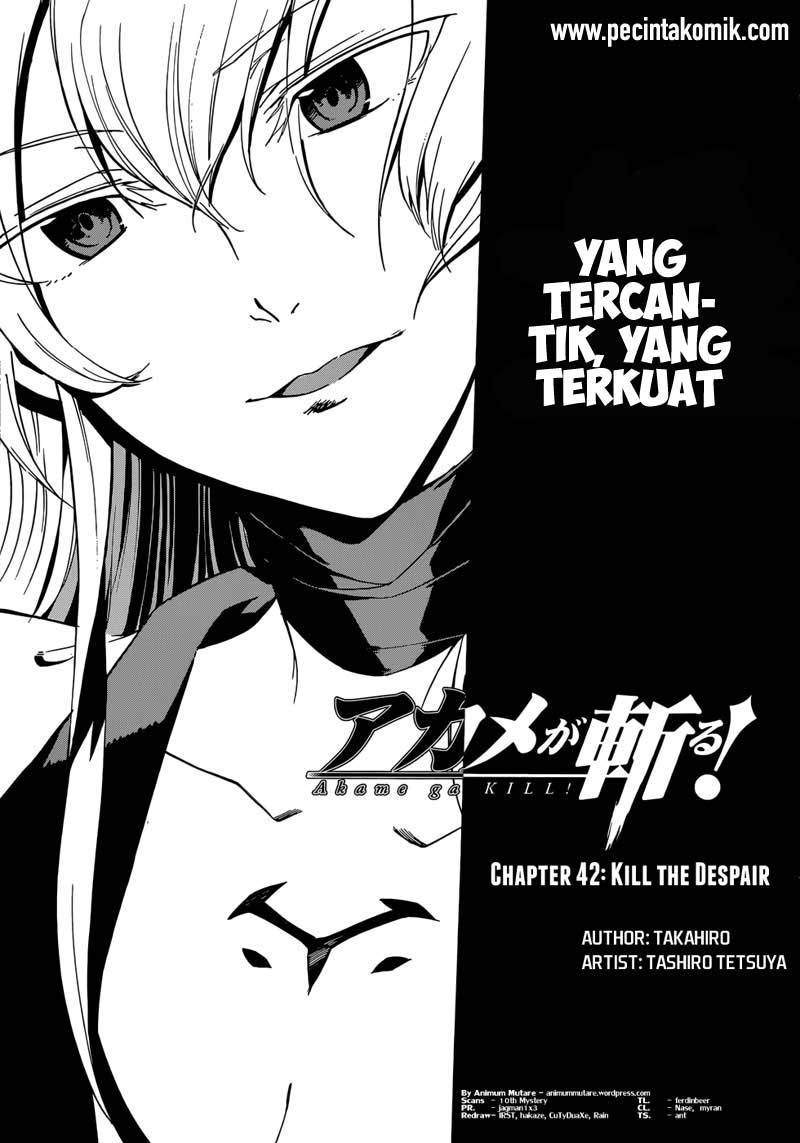 www.pecintakomik.com
YANG
TERCAN-
TIK, YANG
TERKUAT
アカメが斬る!
Akame ga KILL!
CHAPTER 42: KILL THE DESPAIR
AUTHOR: TAKAHIRO
ARTIST: TASHIRO TETSUYA
By Animum Mutare - animummutare.wordpress.com
Scans - 10th Mystery TL. - ferdinbeer
PR. - jagman1x3 CL. - Nase, myran
Redraw- IRST, hakaze, CuTyDuaXe, Rain TS. - ant